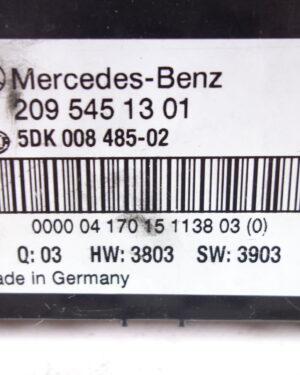 Mercedes-Benz
209 545 13 01
5DK 008 485-02
0000 04 170 15 1138 03 (0)
Q: 03 HW: 3803 SW: 3903
ade in Germany